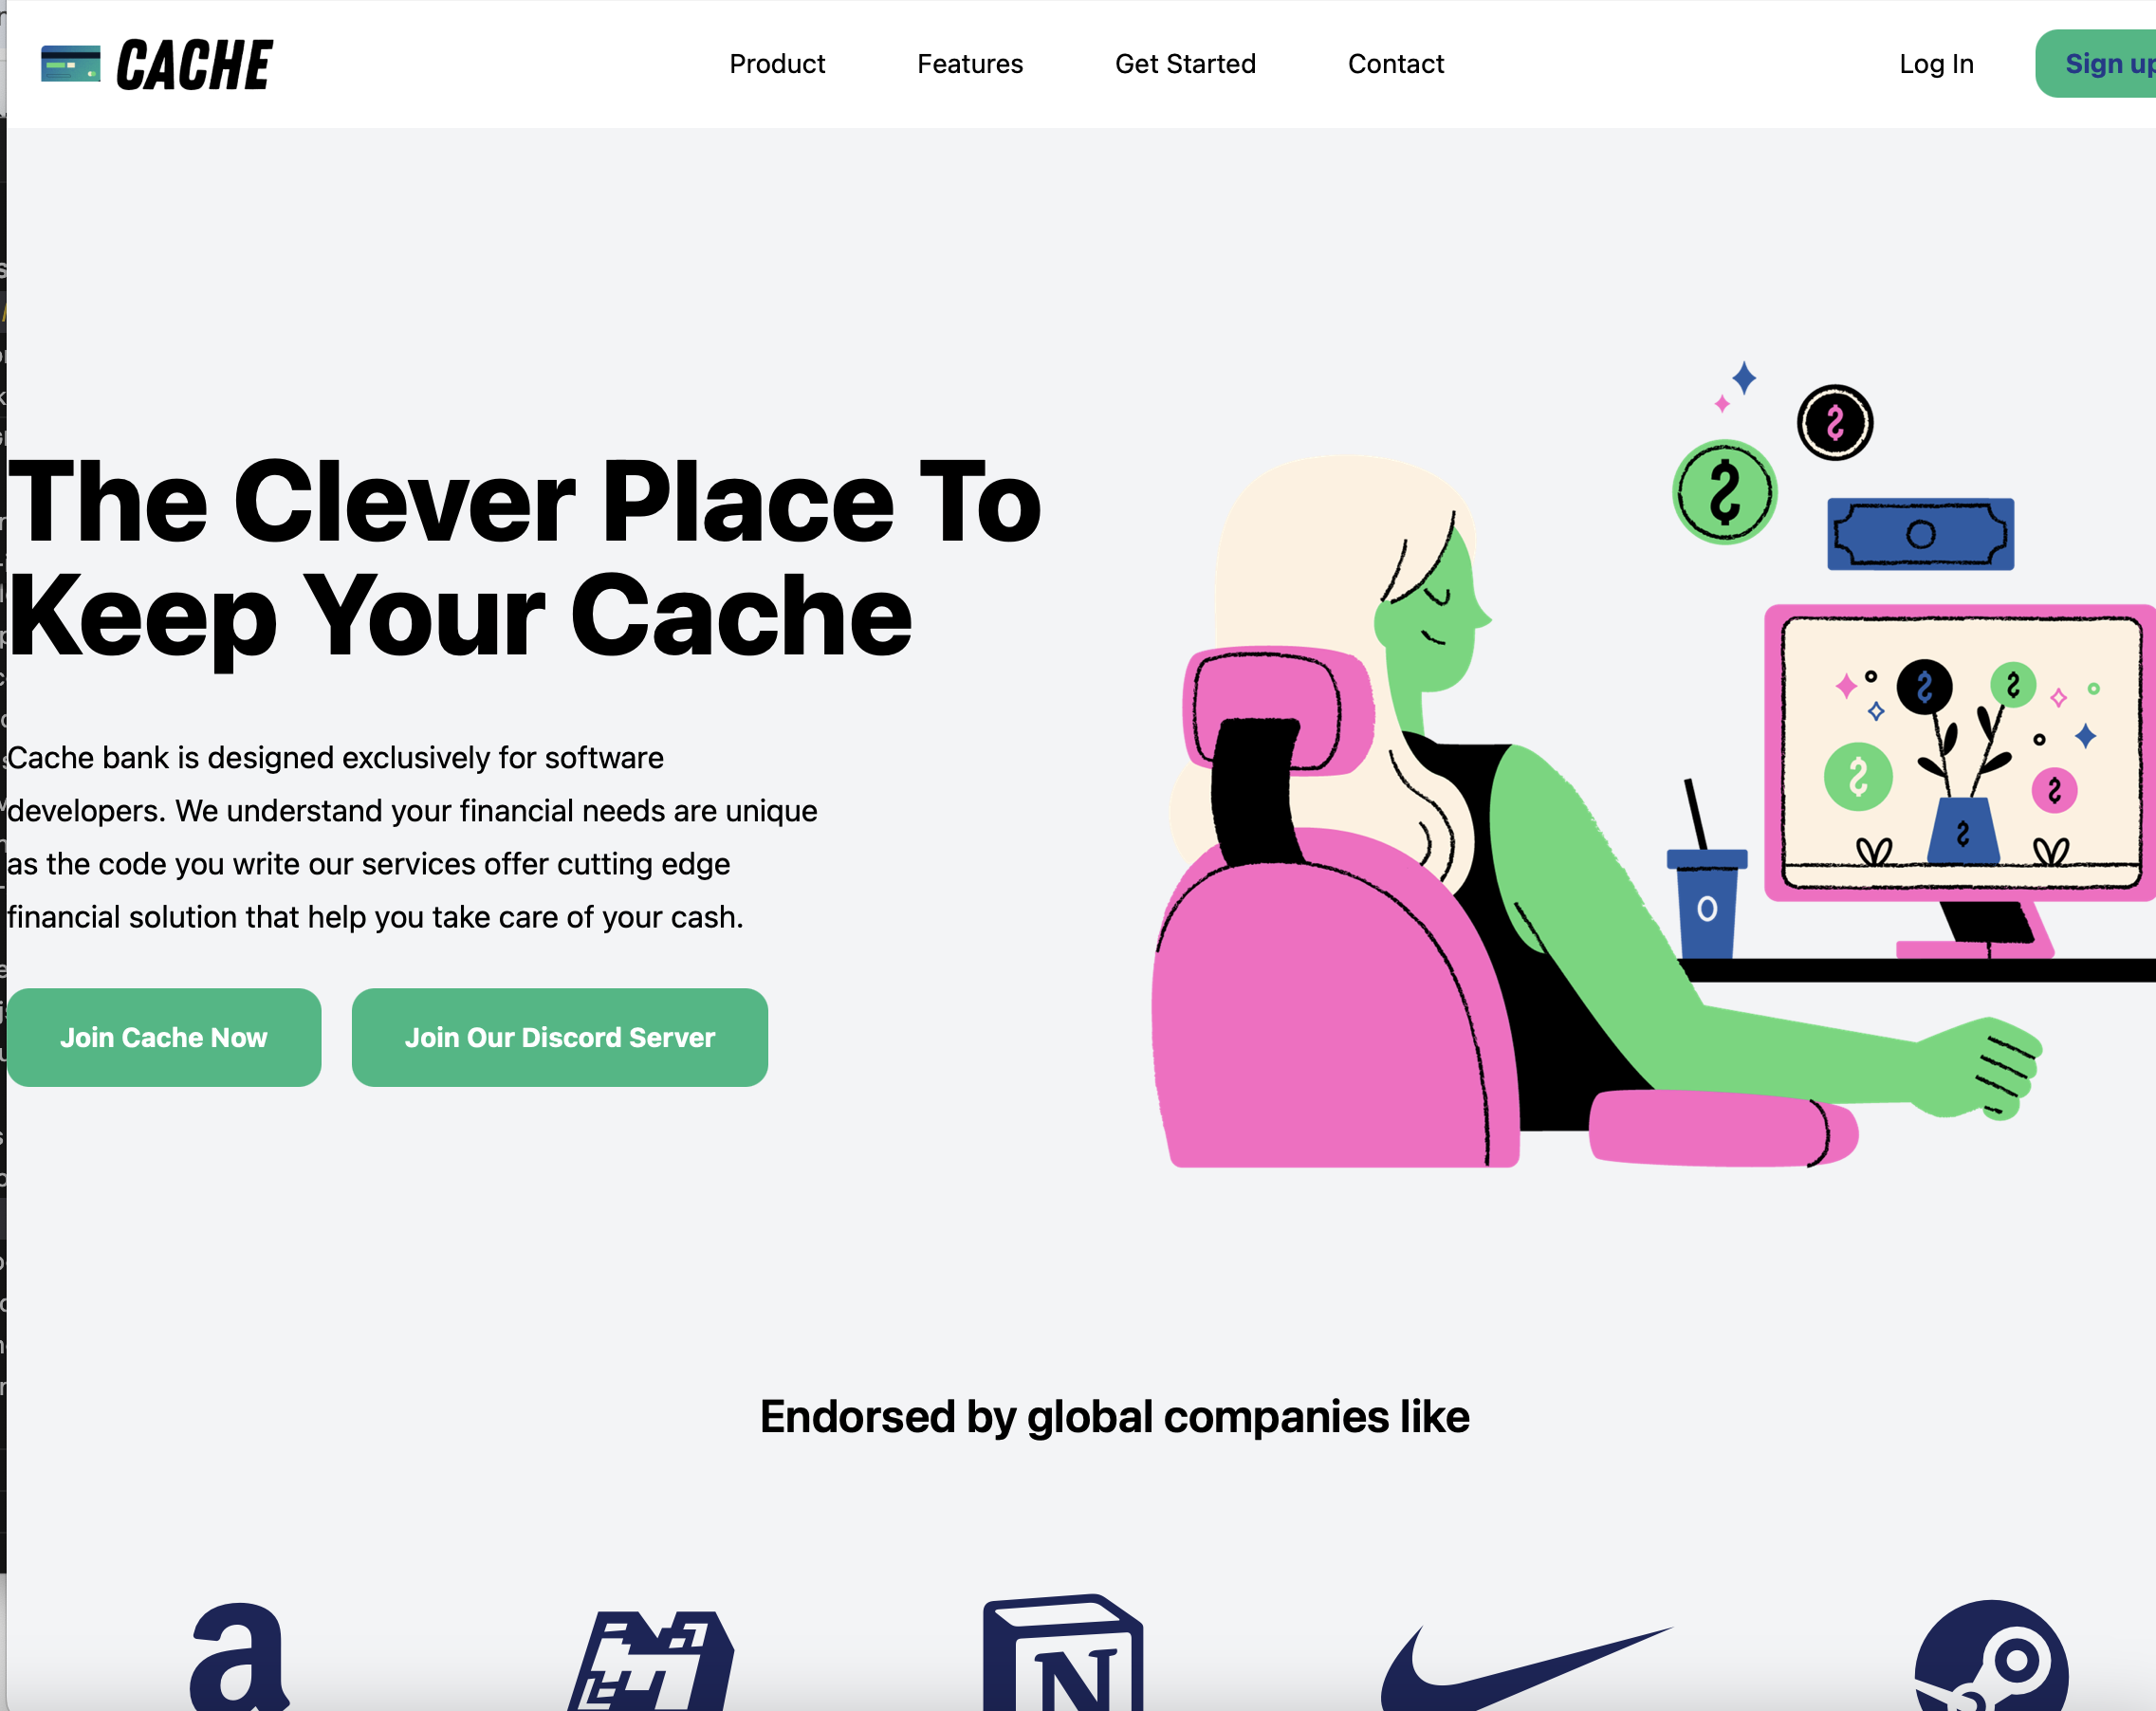 CACHE
Product Features Get Started Contact
Log In Sign up
The Clever Place To
Keep Your Cache
Cache bank is designed exclusively for software
developers. We understand your financial needs are unique
as the code you write our services offer cutting edge
financial solution that help you take care of your cash.
Join Cache Now Join Our Discord Server
Endorsed by global companies like
a
N